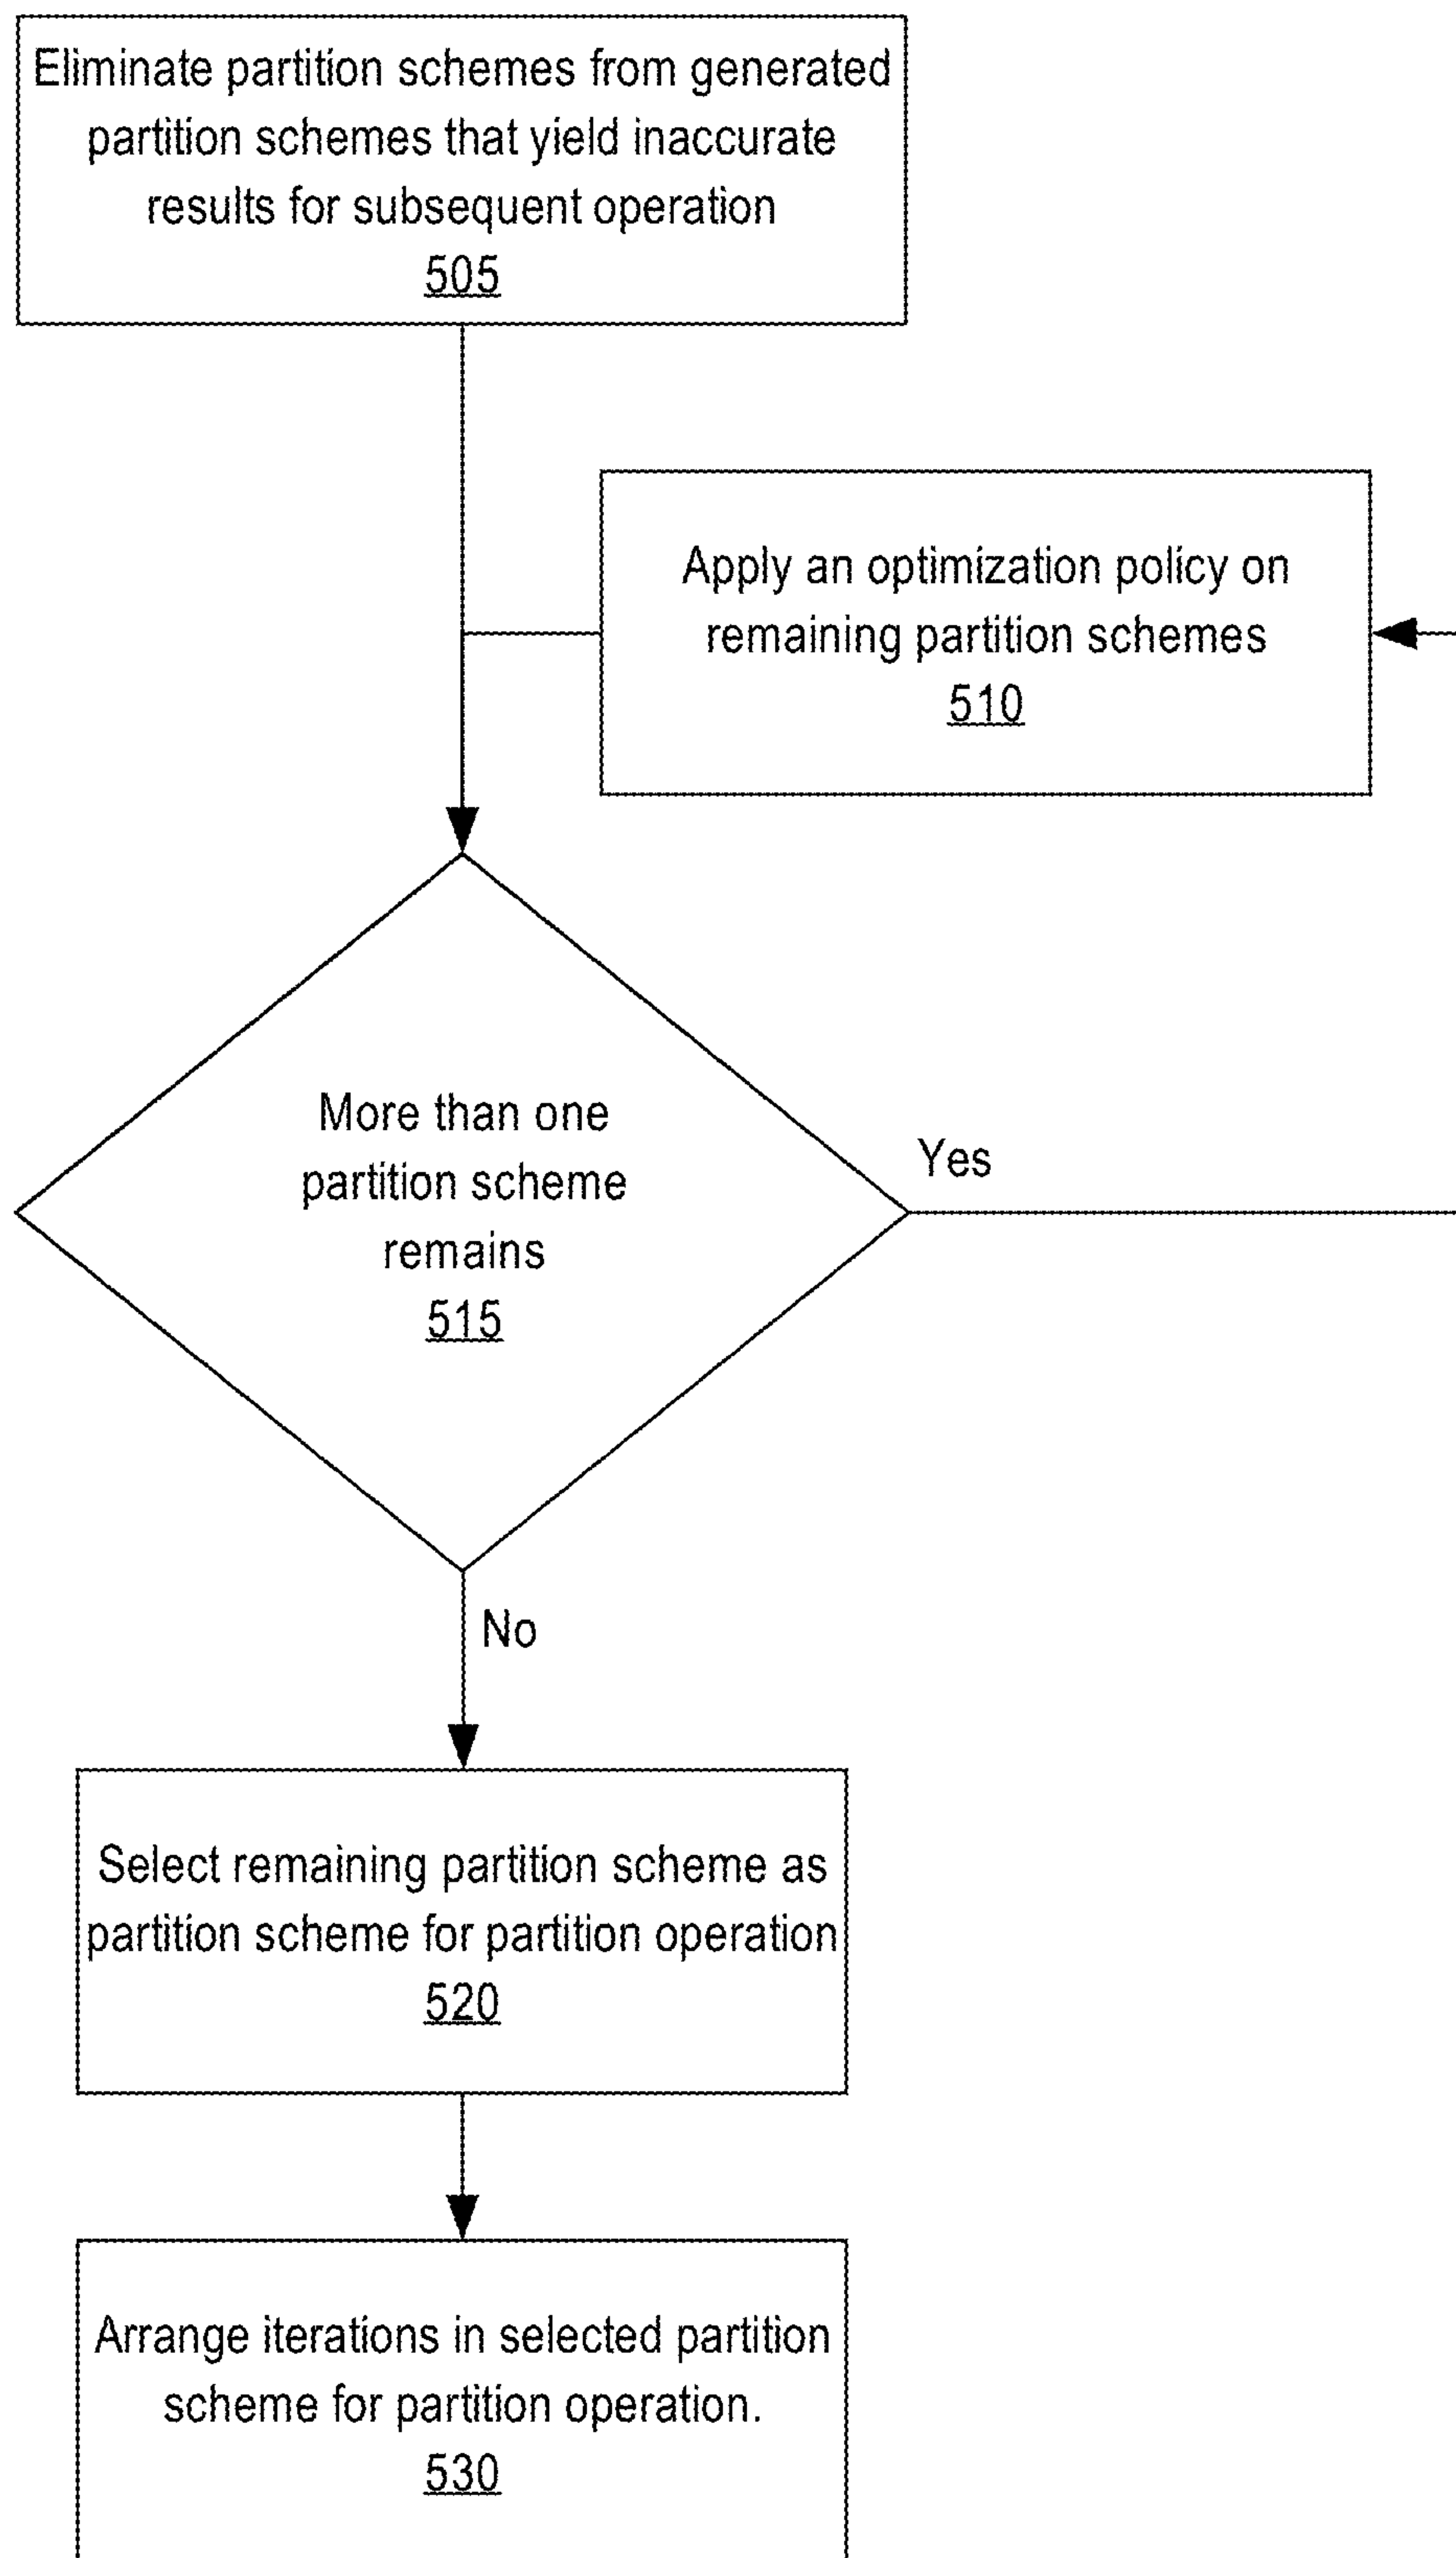 Eliminate partition schemes from generated
partition schemes that yield inaccurate
results for subsequent operation
505
Apply an optimization policy on
remaining partition schemes
510
More than one
partition scheme
remains
515
Yes
No
Select remaining partition scheme as
partition scheme for partition operation
520
Arrange iterations in selected partition
scheme for partition operation.
530